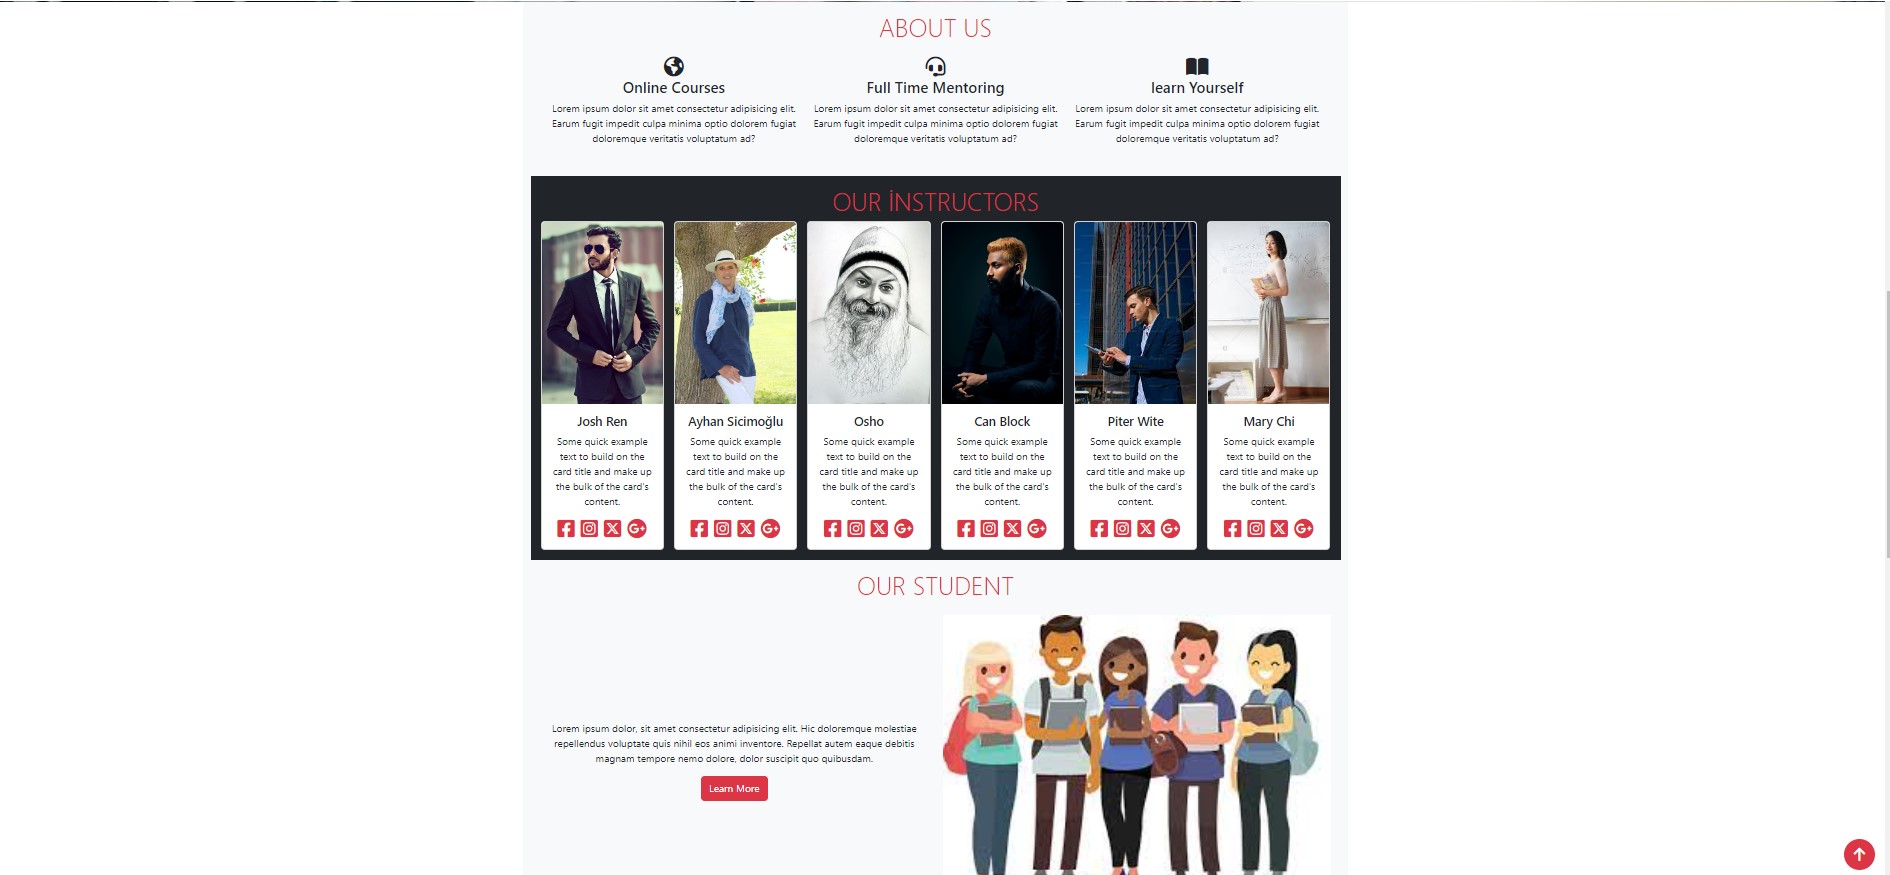 ABOUT US
Online Courses
Lorem ipsum dolor sit amet consectetur adipisicing elit.
Earum fugit impedit culpa minima optio dolorem fugiat
doloremque veritatis voluptatum ad?
Full Time Mentoring
Lorem ipsum dolor sit amet consectetur adipisicing elit.
Earum fugit impedit culpa minima optio dolorem fugiat
doloremque veritatis voluptatum ad?
learn Yourself
Lorem ipsum dolor sit amet consectetur adipisicing elit.
Earum fugit impedit culpa minima optio dolorem fugiat
doloremque veritatis voluptatum ad?
OUR İNSTRUCTORS
Josh Ren
Some quick example
text to build on the
card title and make up
the bulk of the card's
content.
Ayhan Sicimoğlu
Some quick example
text to build on the
card title and make up
the bulk of the card's
content.
Osho
Some quick example
text to build on the
card title and make up
the bulk of the card's
content.
Can Block
Some quick example
text to build on the
card title and make up
the bulk of the card's
content.
Piter Wite
Some quick example
text to build on the
card title and make up
the bulk of the card's
content.
Mary Chi
Some quick example
text to build on the
card title and make up
the bulk of the card's
content.
OUR STUDENT
Lorem ipsum dolor, sit amet consectetur adipisicing elit. Hic doloremque molestiae
repellendus voluptate quis nihil eos animi inventore. Repellat autem eaque debitis
magnam tempore nemo dolore, dolor suscipit quo quibusdam.
Learn More